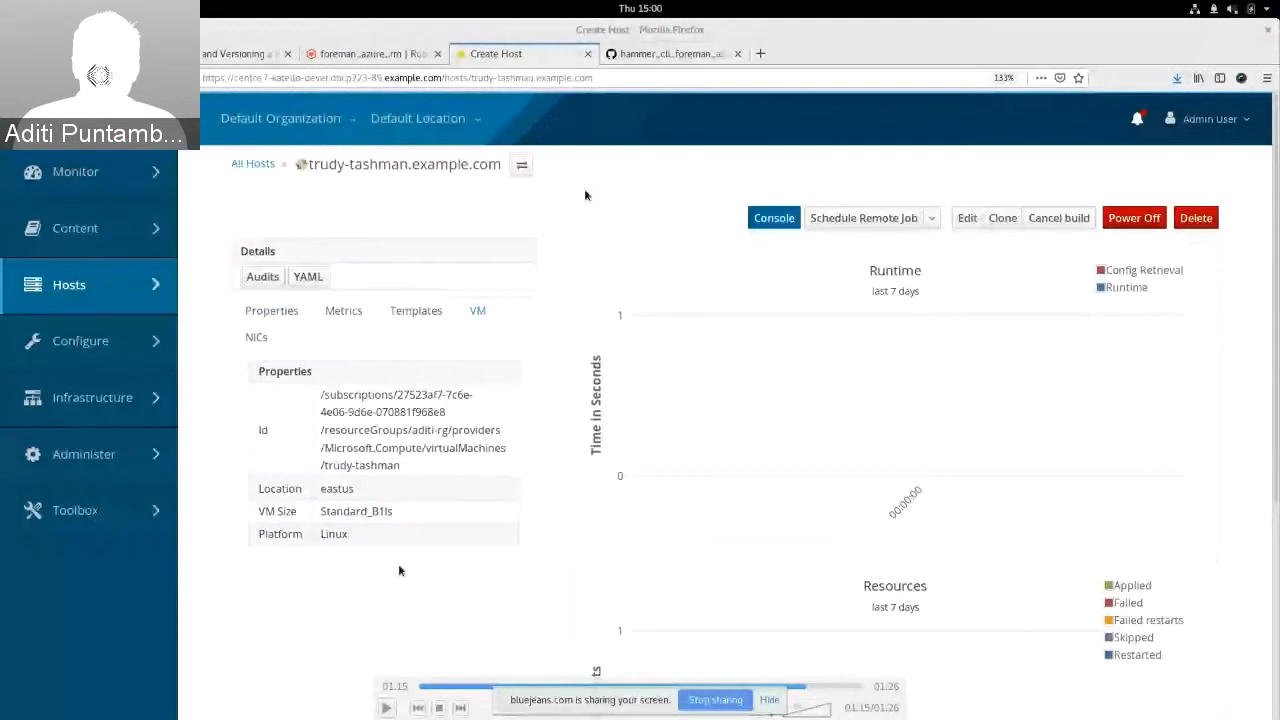 Thu 15:00
Create Host - Mozilla Firefox
and Versioning a
foreman_azure_rm | Rub
Create Host
hammer_cli_foreman_az
example.com/hosts/trudy-tashman.example.com
133%
Aditi Puntamb...
Default Organization
Default Location
Admin User
Monitor
Content
Hosts
Configure
Infrastructure
Administer
Toolbox
All Hosts » trudy-tashman.example.com
Console
Schedule Remote Job
Edit
Clone
Cancel build
Power Off
Delete
Details
Audits
YAML
Properties
Metrics
Templates
VM
NICs
Properties
Id
/subscriptions/27523af7-7c6e-
4e06-9d6e-070881f968e8
/resourceGroups/aditi-rg/providers
/Microsoft.Compute/virtualMachines
/trudy-tashman
Location eastus
VM Size Standard_B1ls
Platform Linux
Runtime
last 7 days
Config Retrieval
Runtime
1
Time in Seconds
0
00:00:00
Resources
last 7 days
Applied
Failed
Failed restarts
Skipped
Restarted
1
01:15
01:26
bluejeans.com is sharing your screen.
Stop sharing
Hide
01:15/01:26